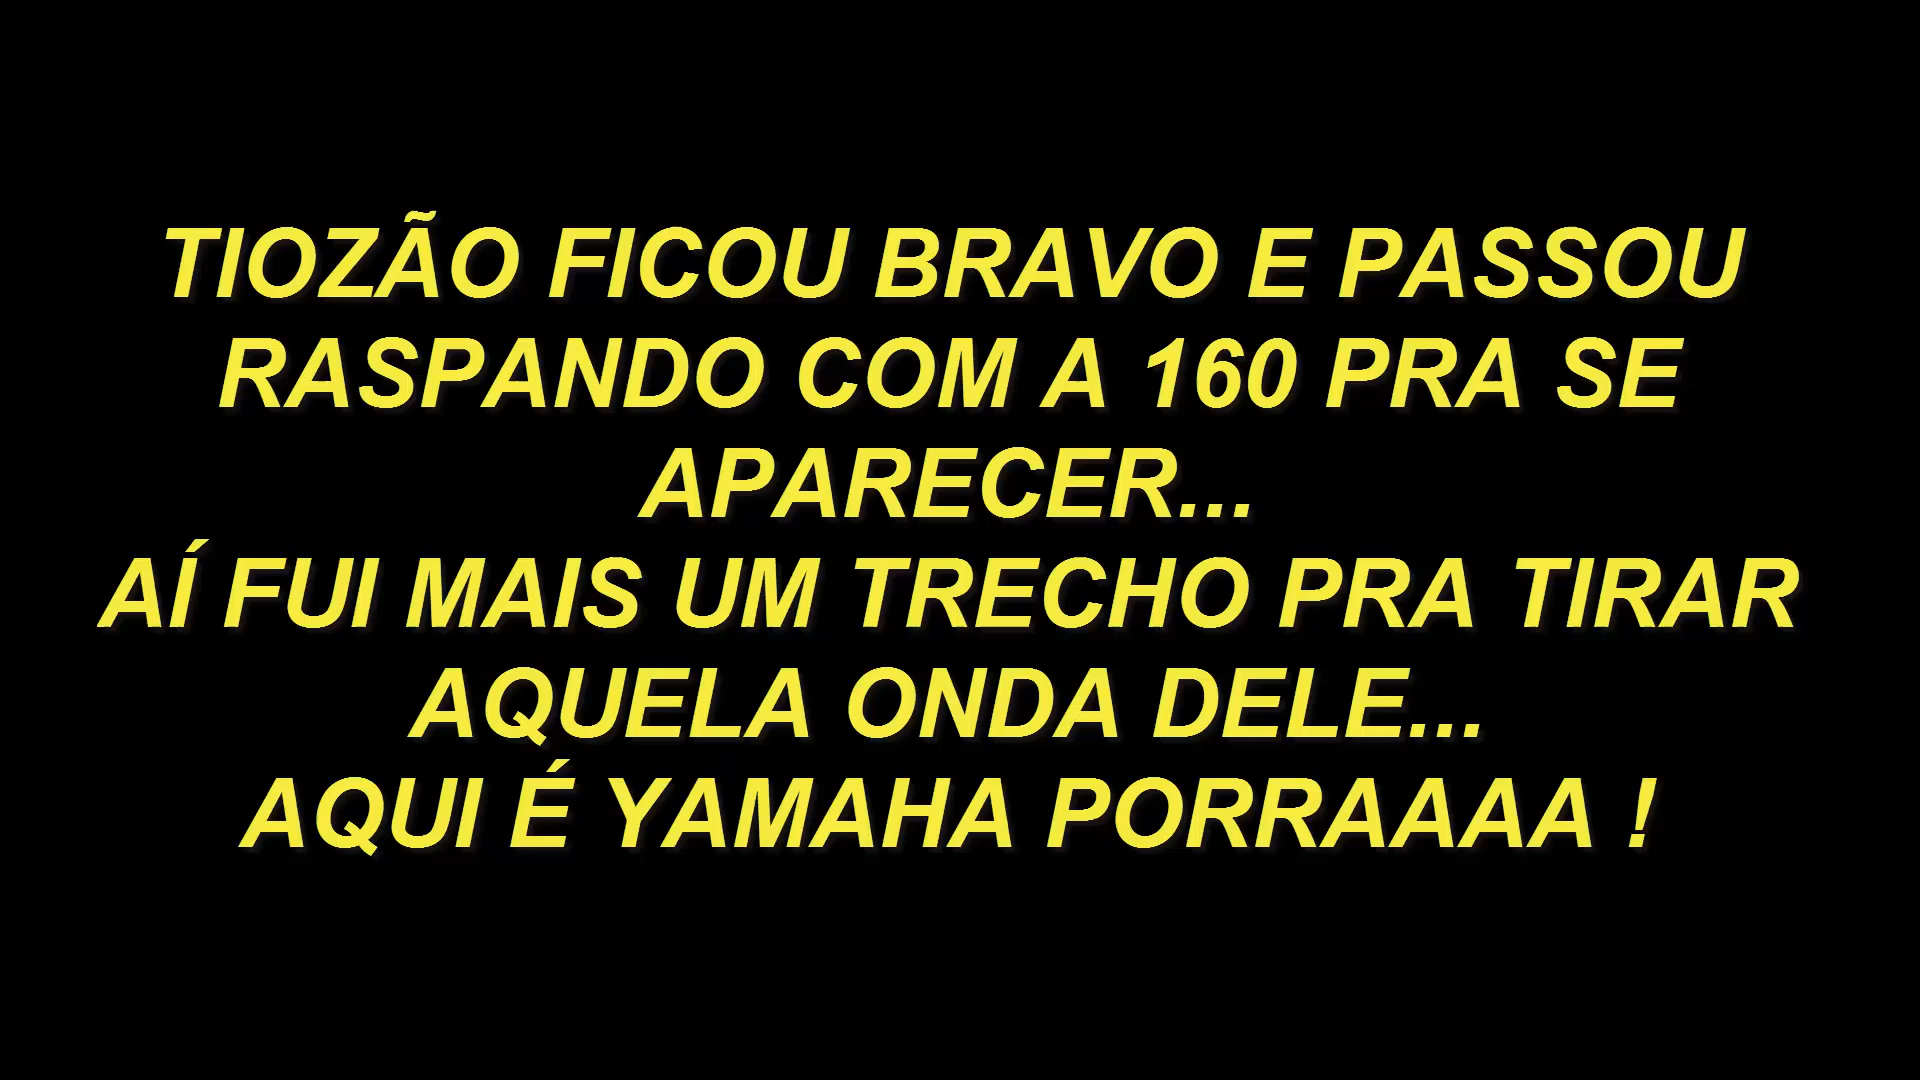 TIOZÃO FICOU BRAVO E PASSOU
RASPANDO COM A 160 PRA SE
APARECER...
AÍ FUI MAIS UM TRECHO PRA TIRAR
AQUELA ONDA DELE...
AQUI É YAMAHA PORRAAAA !